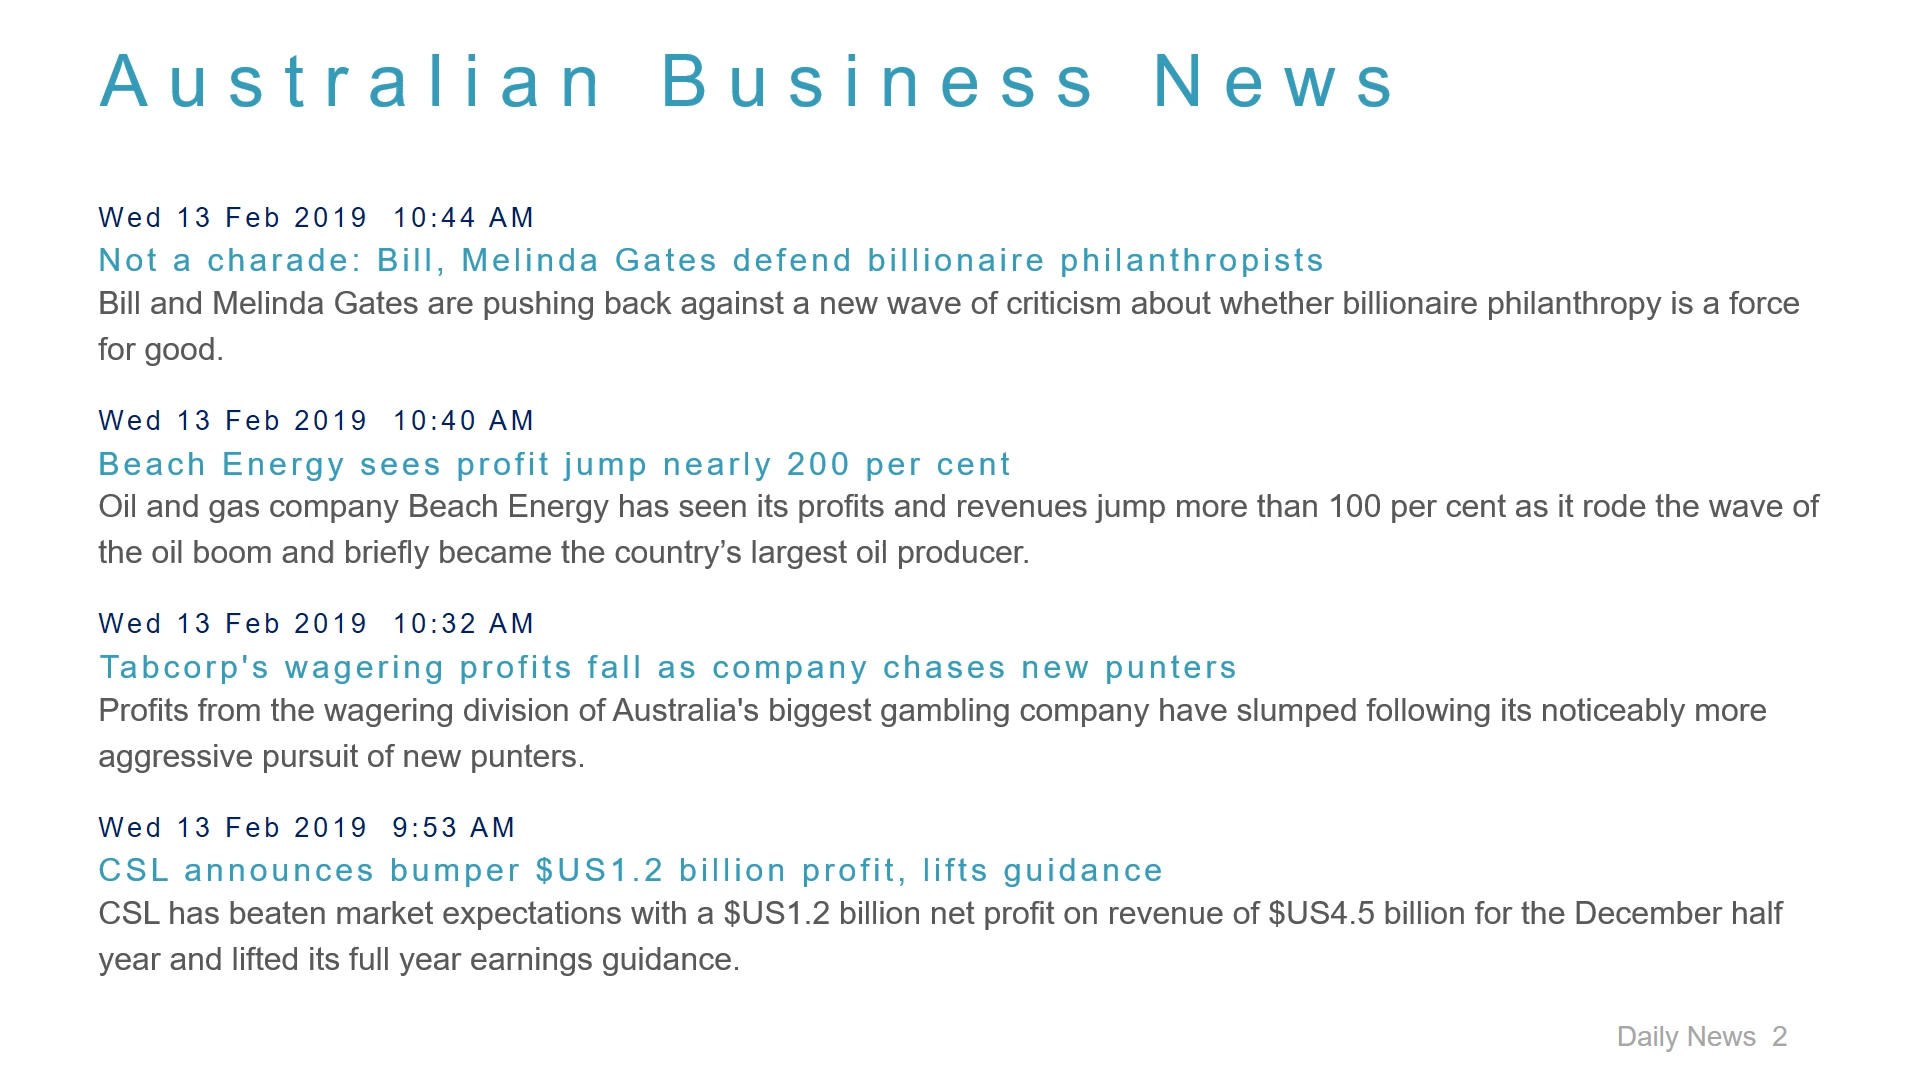 Australian Business News
Wed 13 Feb 2019  10:44 AM
Not a charade: Bill, Melinda Gates defend billionaire philanthropists
Bill and Melinda Gates are pushing back against a new wave of criticism about whether billionaire philanthropy is a force
for good.
Wed 13 Feb 2019  10:40 AM
Beach Energy sees profit jump nearly 200 per cent
Oil and gas company Beach Energy has seen its profits and revenues jump more than 100 per cent as it rode the wave of
the oil boom and briefly became the country’s largest oil producer.
Wed 13 Feb 2019  10:32 AM
Tabcorp's wagering profits fall as company chases new punters
Profits from the wagering division of Australia's biggest gambling company have slumped following its noticeably more
aggressive pursuit of new punters.
Wed 13 Feb 2019  9:53 AM
CSL announces bumper $US1.2 billion profit, lifts guidance
CSL has beaten market expectations with a $US1.2 billion net profit on revenue of $US4.5 billion for the December half
year and lifted its full year earnings guidance.
Daily News  2